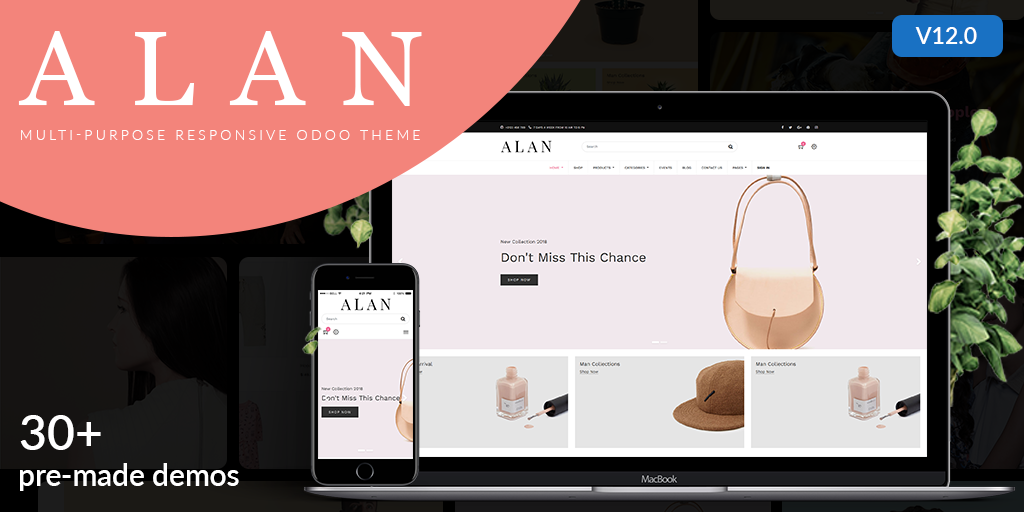 ALAN
MULTI-PURPOSE RESPONSIVE ODOO THEME
V12.0
ALAN
Search
HOME
SHOP
PRODUCTS
CATEGORIES
EVENTS
BLOG
CONTACT US
PAGES
SIGN IN
New Collection 2018
Don't Miss This Chance
SHOP NOW
Man Collections
Shop Now
Man Collections
Shop Now
MacBook
ALAN
Search
New Collection 2018
Don't Miss This Chance
SHOP NOW
30+
pre-made demos